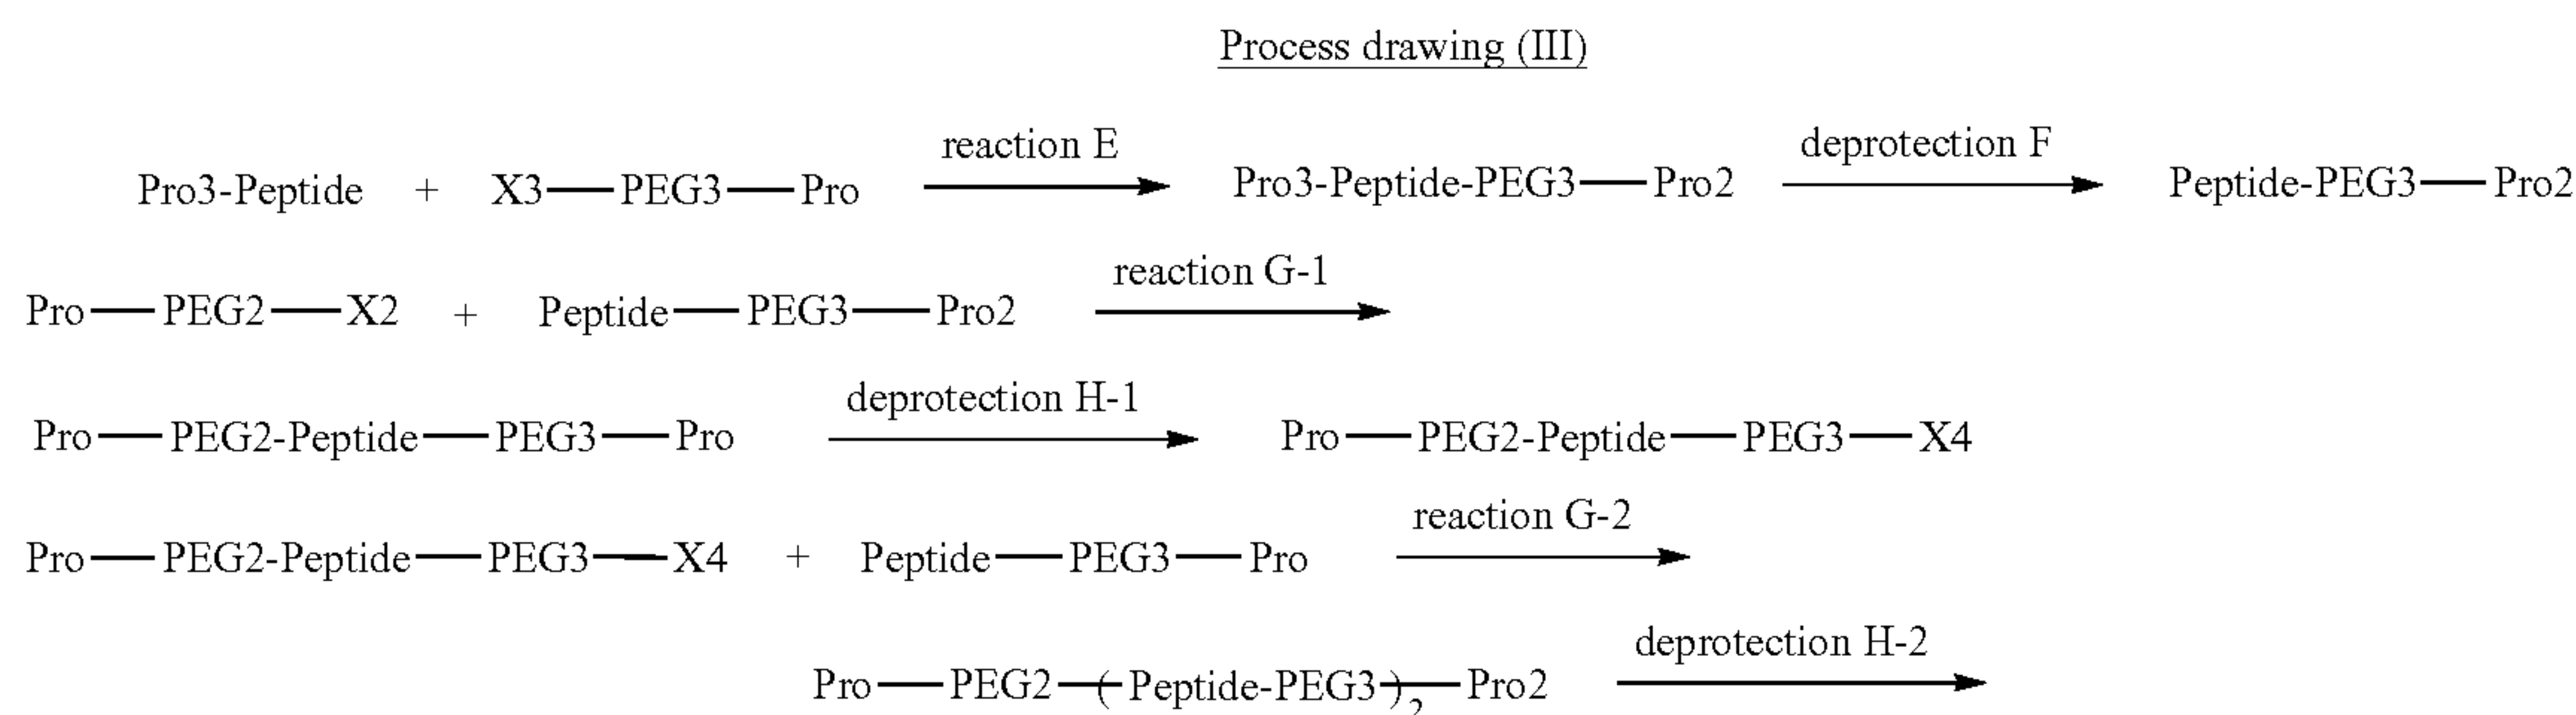 Process drawing (III)
Pro3-Peptide + X3—PEG3—Pro reaction E Pro3-Peptide-PEG3—Pro2 deprotection F Peptide-PEG3—Pro2
Pro—PEG2—X2 + Peptide—PEG3—Pro2 reaction G-1
Pro—PEG2-Peptide—PEG3—Pro deprotection H-1 Pro—PEG2-Peptide—PEG3—X4
Pro—PEG2-Peptide—PEG3—X4 + Peptide—PEG3—Pro reaction G-2
Pro—PEG2—(Peptide-PEG3)2—Pro2 deprotection H-2